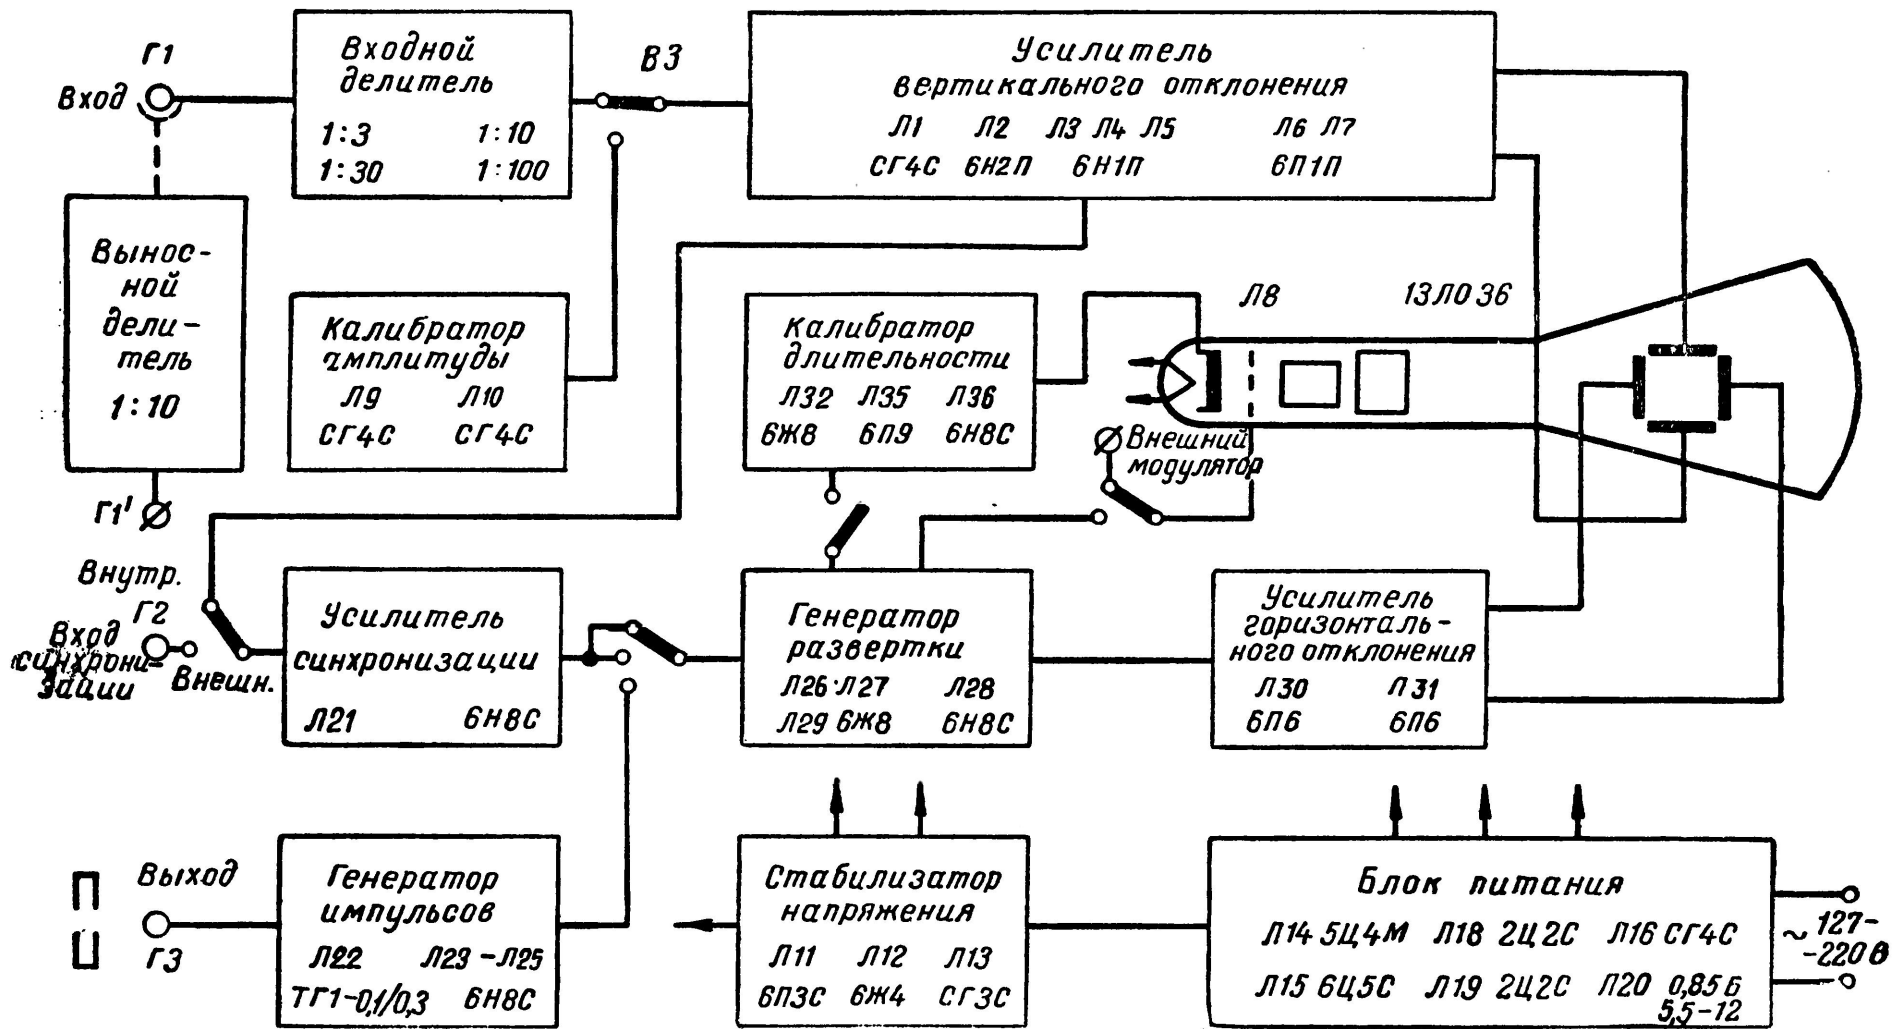 Г1
Вход
Входной
делитель
1:3 1:10
1:30 1:100
В3
Усилитель
вертикального отклонения
Л1 Л2 Л3 Л4 Л5 Л6 Л7
СГ4С 6Н2П 6Н1П 6П1П
Вынос-
ной
дели-
тель
1:10
Г1'
Калибратор
амплитуды
Л9 Л10
СГ4С СГ4С
Калибратор
длительности
Л32 Л35 Л36
6Ж8 6П9 6Н8С
Л8 13ЛО36
Внешний
модулятор
Внутр.
Г2
Вход
синхрони-
зации
Внешн.
Усилитель
синхронизации
Л21 6Н8С
Генератор
развертки
Л26·Л27 Л28
Л29 6Ж8 6Н8С
Усилитель
горизонталь-
ного отклонения
Л30 Л31
6П6 6П6
Выход
Г3
Генератор
импульсов
Л22 Л23-Л25
ТГ1-0,1/0,3 6Н8С
Стабилизатор
напряжения
Л11 Л12 Л13
6П3С 6Ж4 СГ3С
Блок питания
Л14 5Ц4М Л18 2Ц2С Л16 СГ4С
Л15 6Ц5С Л19 2Ц2С Л20 0,85Б
5,5-12
~127-
-220В